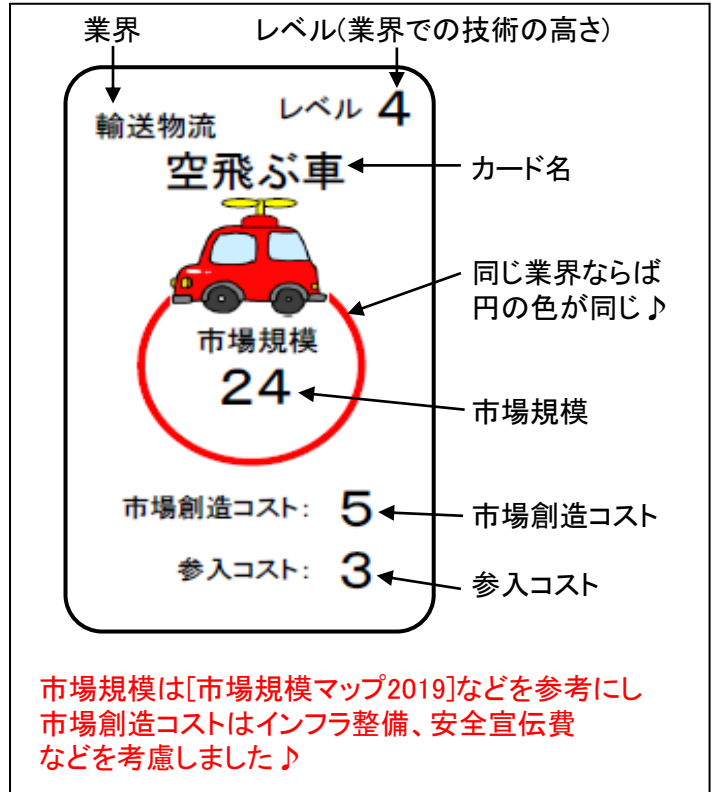 業界
レベル(業界での技術の高さ)
輸送物流
レベル 4
空飛ぶ車
カード名
同じ業界ならば
円の色が同じ♪
市場規模
24
市場規模
市場創造コスト: 5
市場創造コスト
参入コスト: 3
参入コスト
市場規模は[市場規模マップ2019]などを参考にし
市場創造コストはインフラ整備、安全宣伝費
などを考慮しました♪